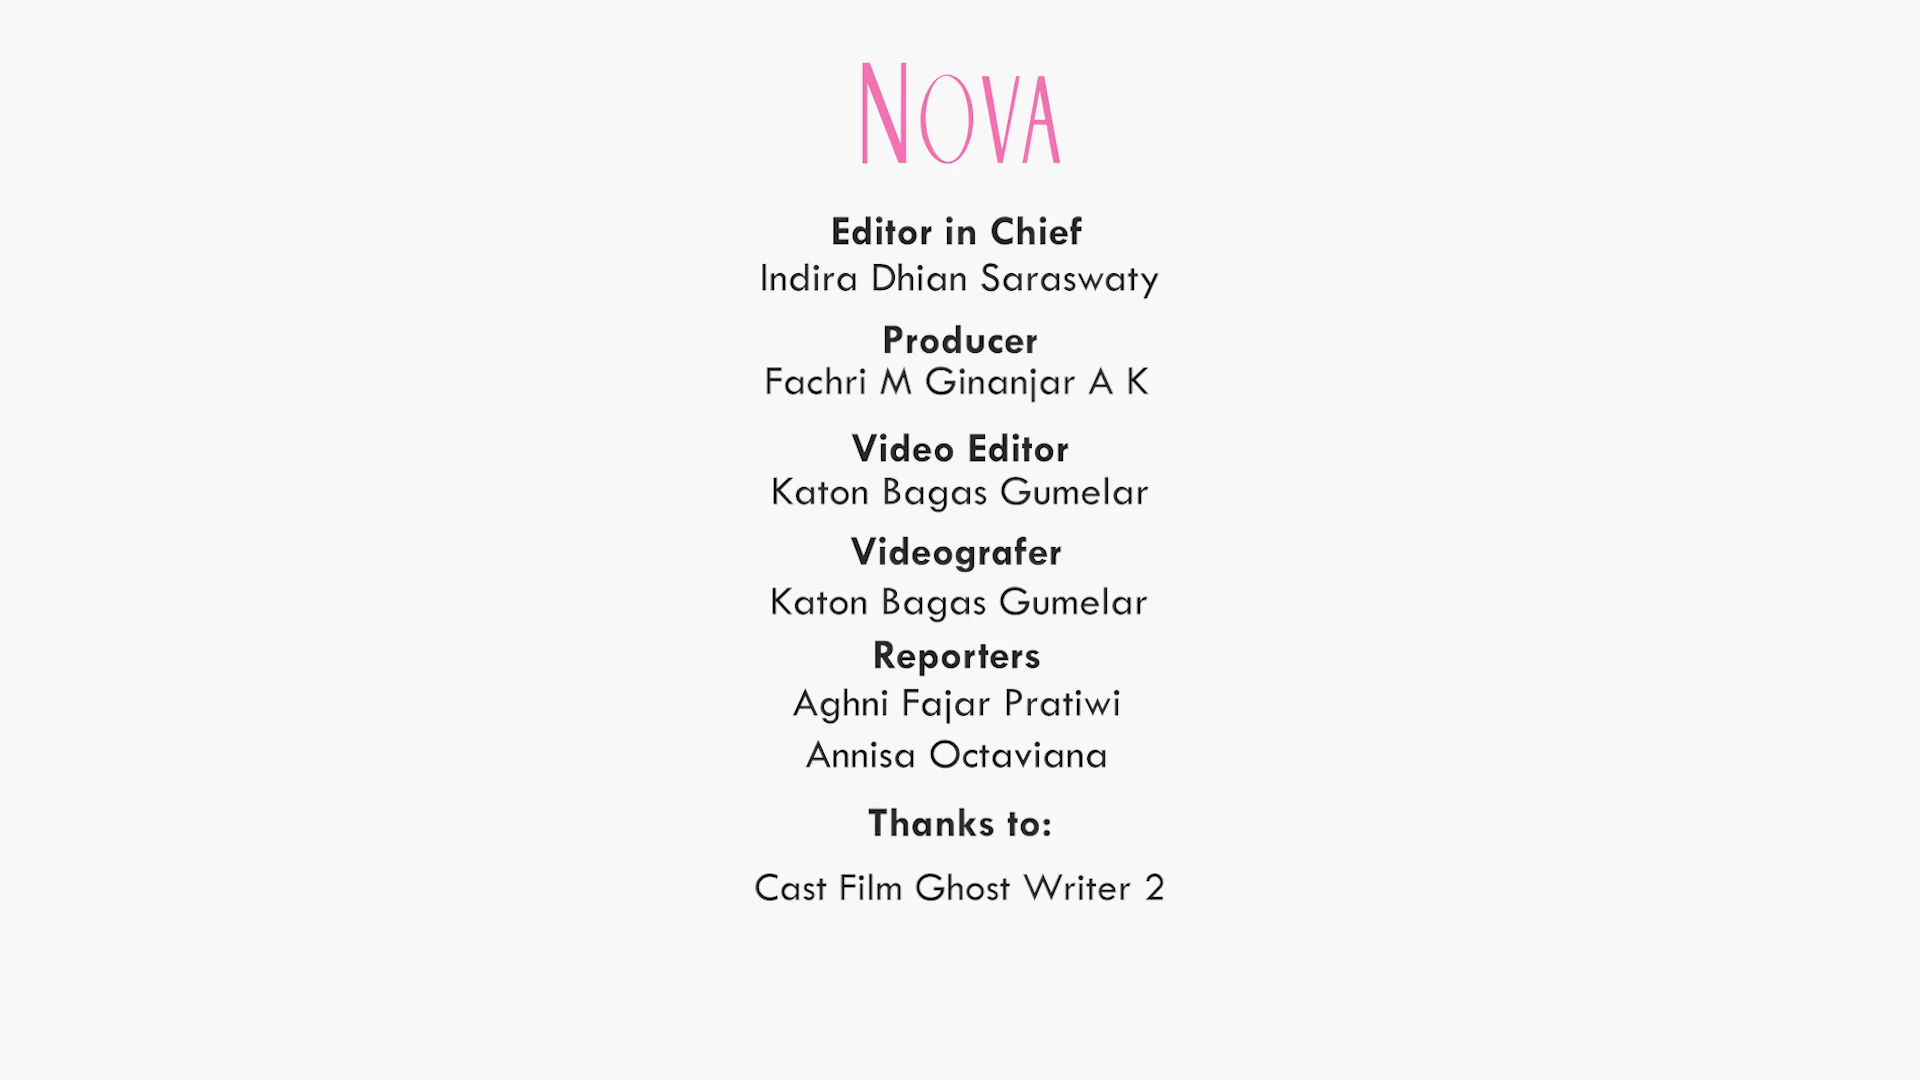 NOVA
Editor in Chief
Indira Dhian Saraswaty
Producer
Fachri M Ginanjar A K
Video Editor
Katon Bagas Gumelar
Videografer
Katon Bagas Gumelar
Reporters
Aghni Fajar Pratiwi
Annisa Octaviana
Thanks to:
Cast Film Ghost Writer 2